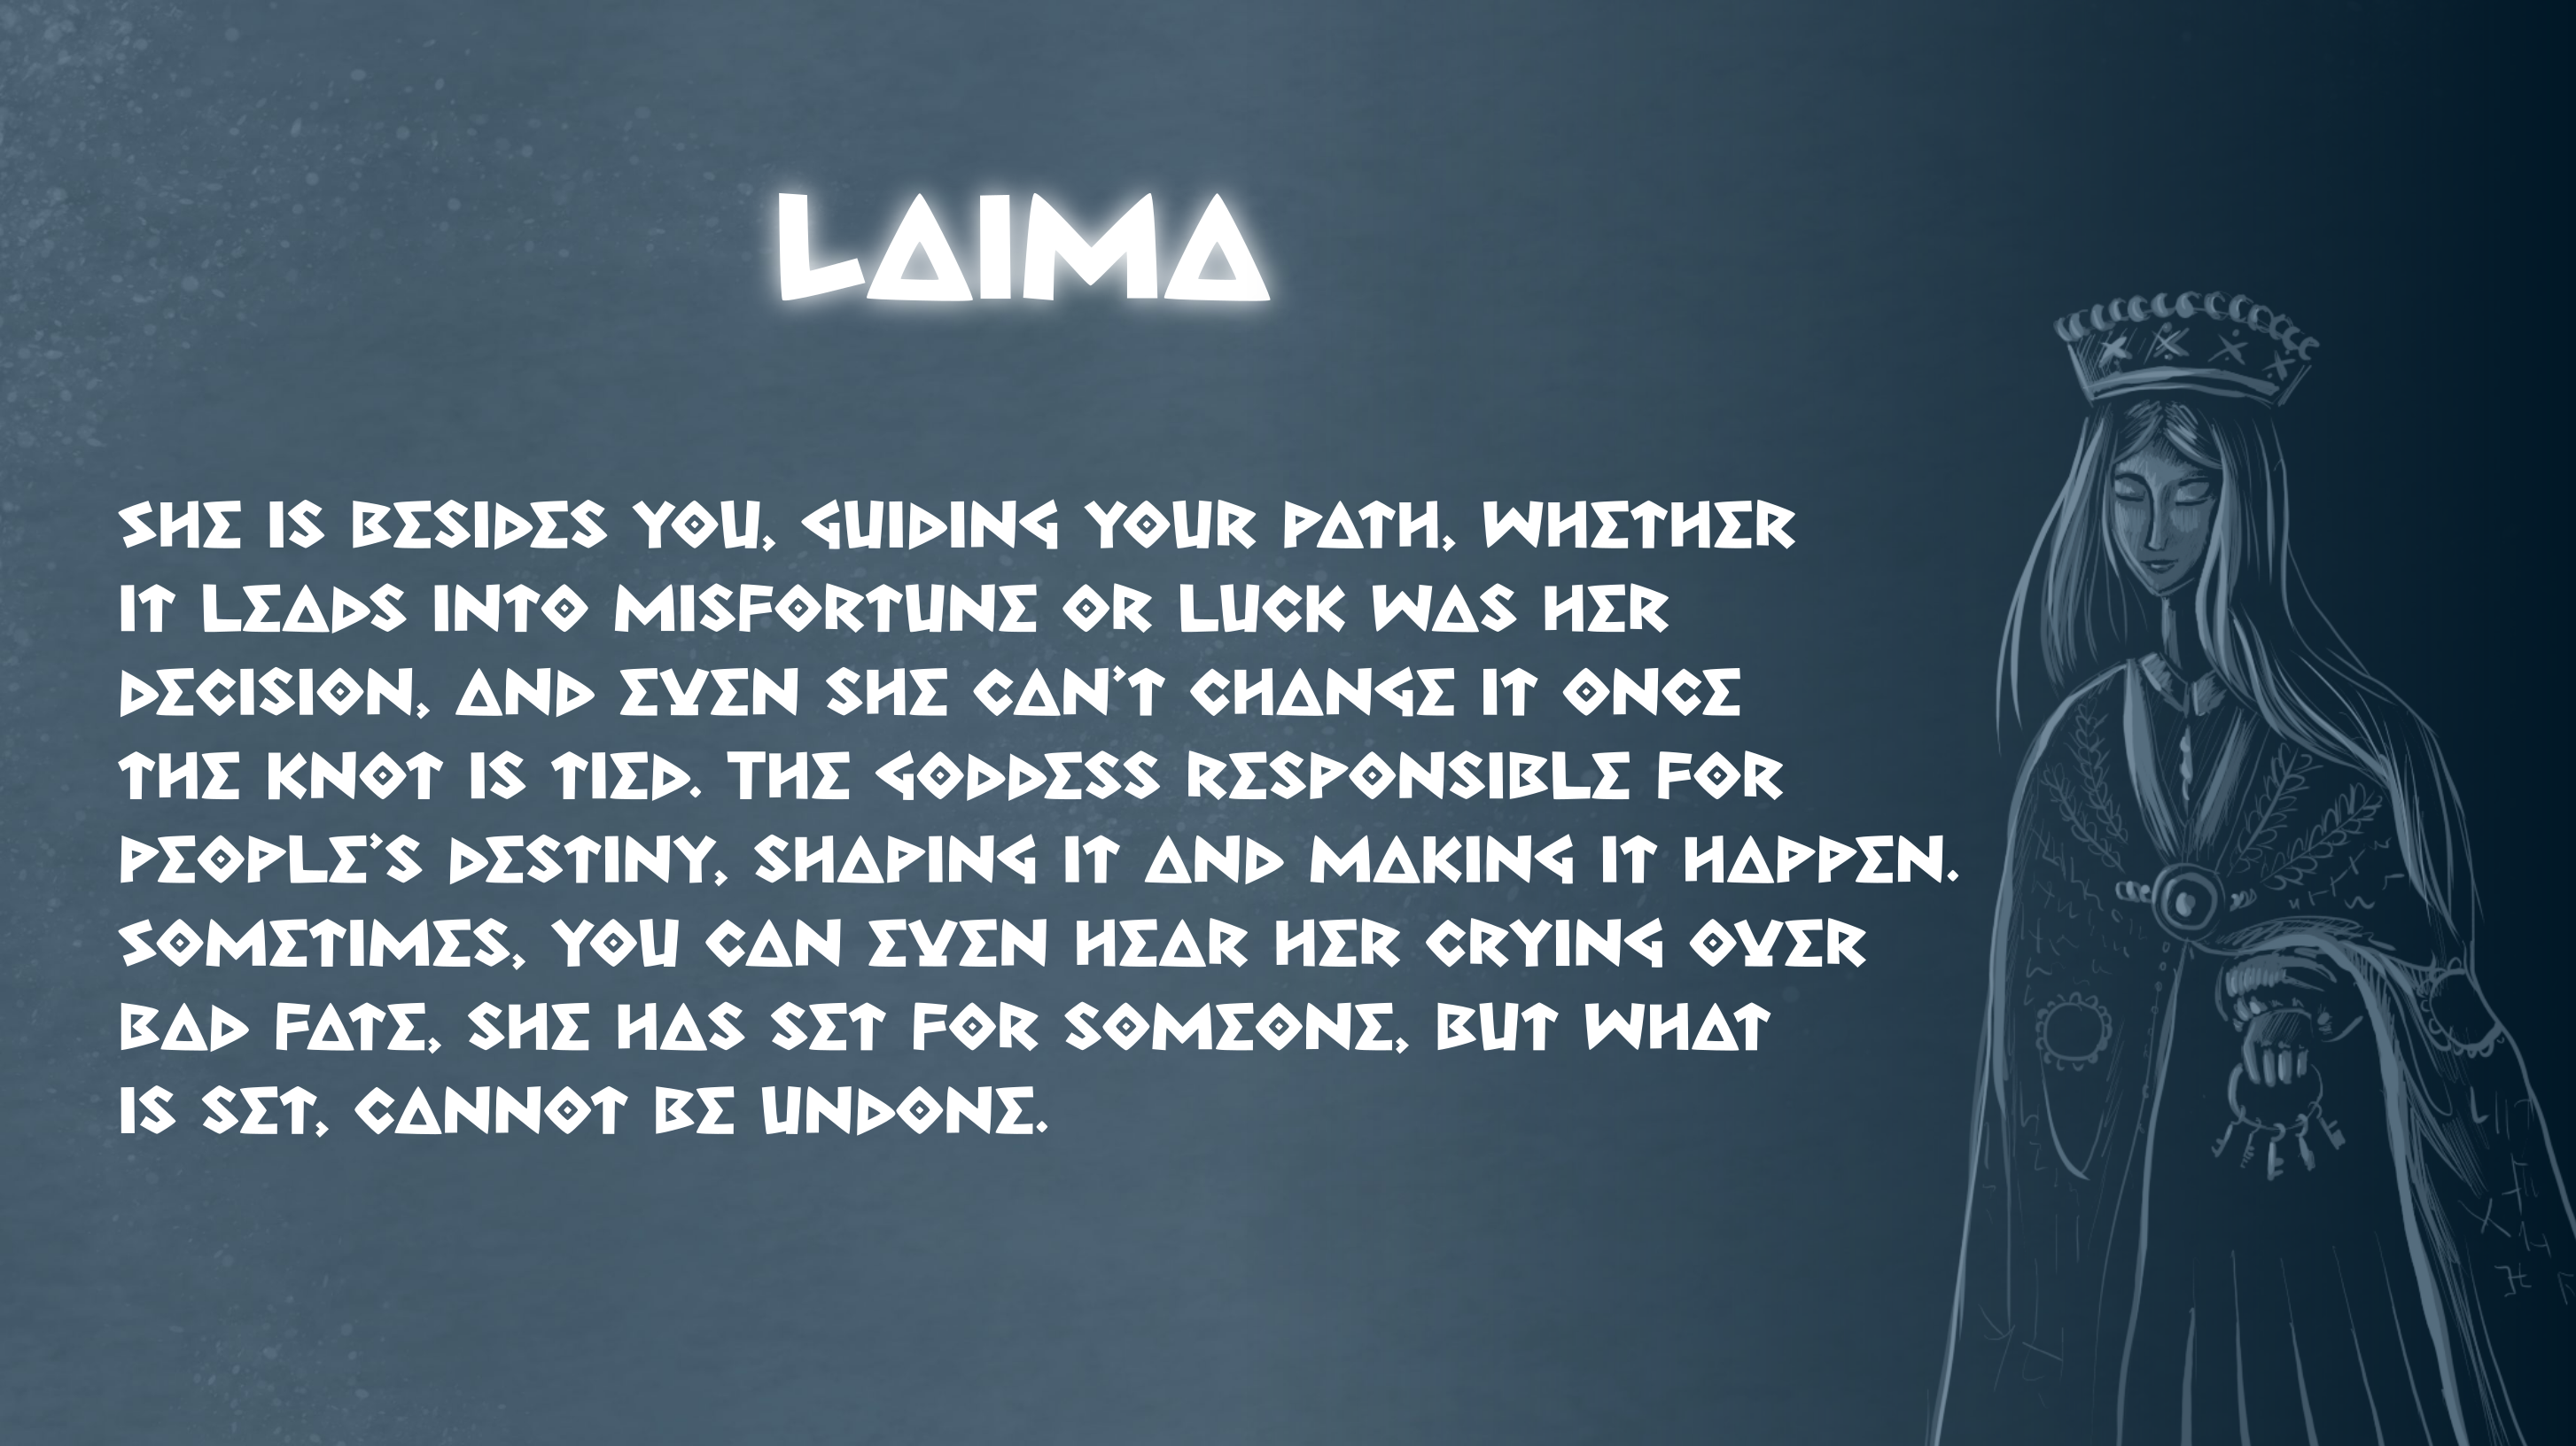 LAIMA
SHE IS BESIDES YOU, GUIDING YOUR PATH, WHETHER
IT LEADS INTO MISFORTUNE OR LUCK WAS HER
DECISION, AND EVEN SHE CAN'T CHANGE IT ONCE
THE KNOT IS TIED. THE GODDESS RESPONSIBLE FOR
PEOPLE'S DESTINY, SHAPING IT AND MAKING IT HAPPEN.
SOMETIMES, YOU CAN EVEN HEAR HER CRYING OVER
BAD FATE, SHE HAS SET FOR SOMEONE, BUT WHAT
IS SET, CANNOT BE UNDONE.